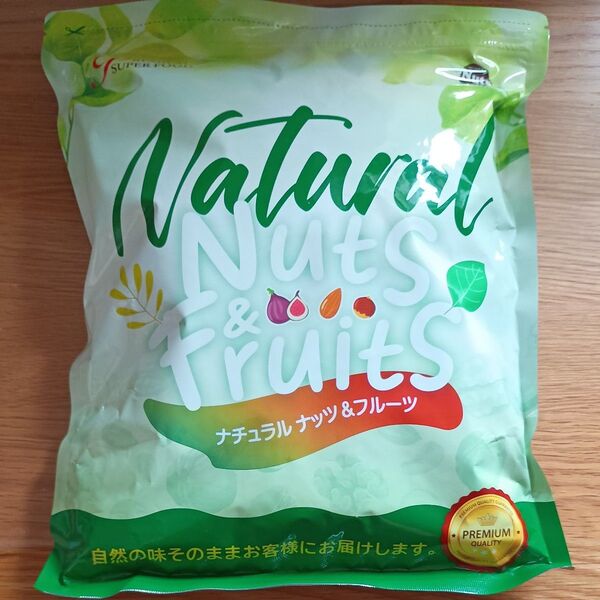 SUPERFOOD
Natural
Nuts
&
Fruits
ナチュラル ナッツ&フルーツ
自然の味そのままお客様にお届けします。
PREMIUM
QUALITY